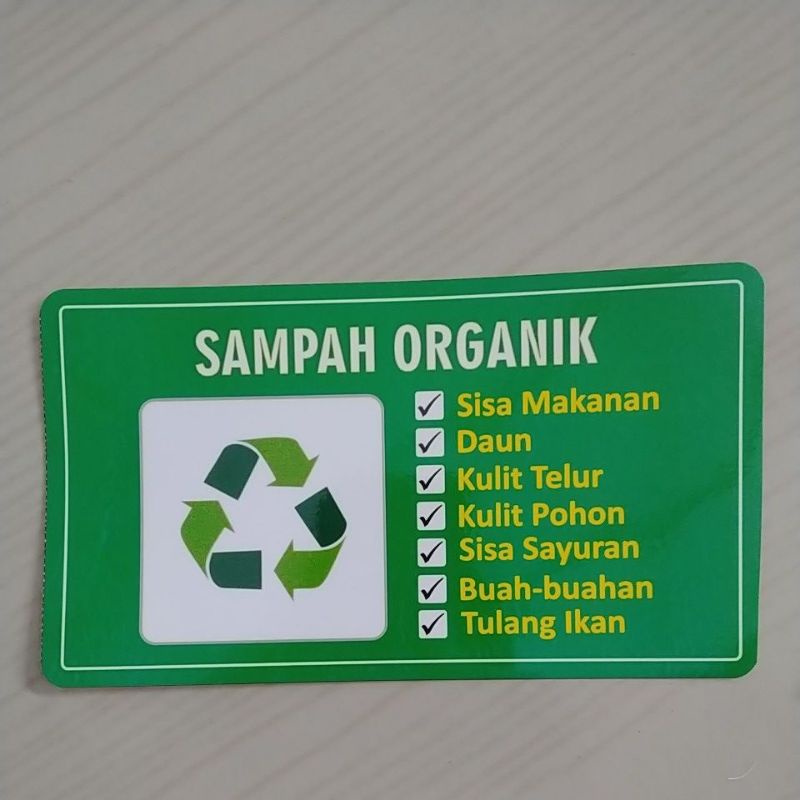 SAMPAH ORGANIK
Sisa Makanan
Daun
Kulit Telur
Kulit Pohon
Sisa Sayuran
Buah-buahan
Tulang Ikan